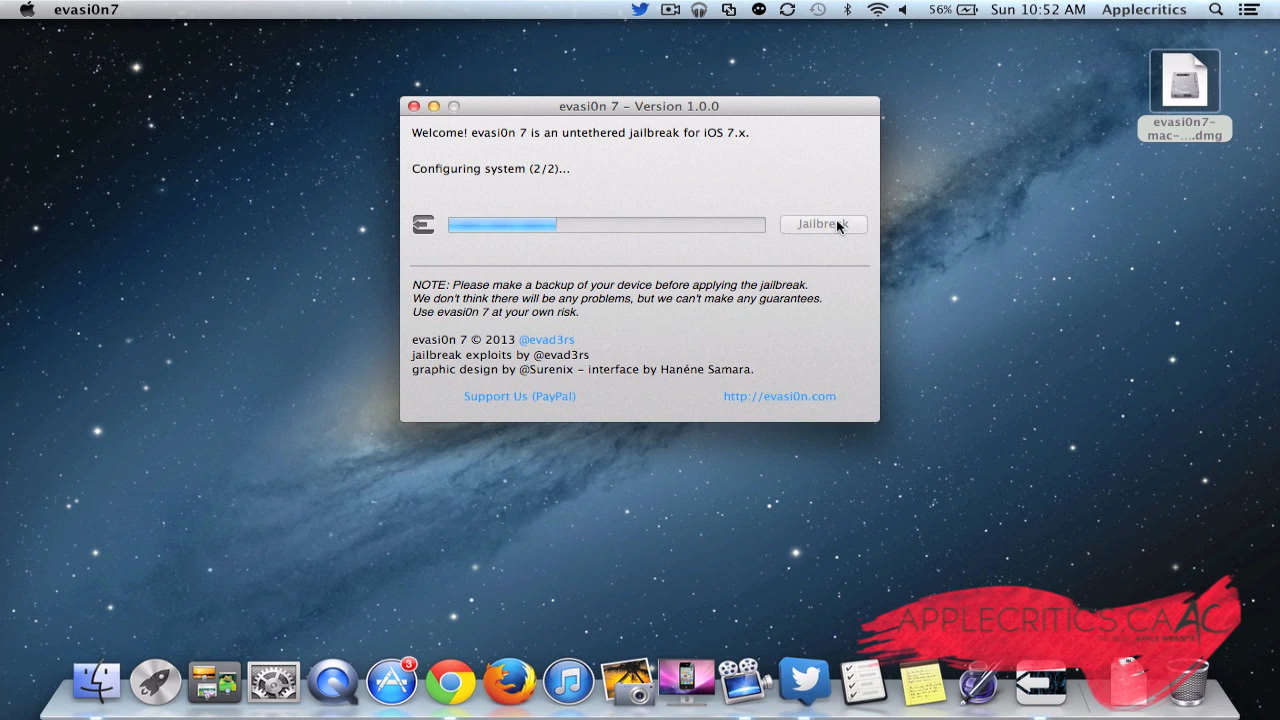 evasi0n7
56%
Sun 10:52 AM
Applecritics
evasi0n7-
mac-....dmg
evasi0n 7 – Version 1.0.0
Welcome! evasi0n 7 is an untethered jailbreak for iOS 7.x.
Configuring system (2/2)...
Jailbreak
NOTE: Please make a backup of your device before applying the jailbreak.
We don't think there will be any problems, but we can't make any guarantees.
Use evasi0n 7 at your own risk.
evasi0n 7 © 2013 @evad3rs
jailbreak exploits by @evad3rs
graphic design by @Surenix – interface by Hanéne Samara.
Support Us (PayPal)
http://evasi0n.com
APPLECRITICS CA AC
3